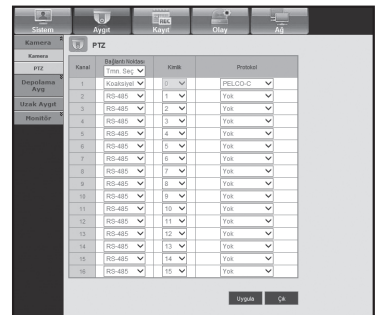 Sistem Aygıt Kayıt Olay Ağ
REC
Kamera
Kamera
PTZ
Depolama Ayg
Uzak Aygıt
Monitör
PTZ
Kanal Bağlantı Noktası Kimlik Protokol
Tmn. Seç
1 Koaksiyel 0 PELCO-C
2 RS-485 1 Yok
3 RS-485 2 Yok
4 RS-485 3 Yok
5 RS-485 4 Yok
6 RS-485 5 Yok
7 RS-485 6 Yok
8 RS-485 7 Yok
9 RS-485 8 Yok
10 RS-485 9 Yok
11 RS-485 10 Yok
12 RS-485 11 Yok
13 RS-485 12 Yok
14 RS-485 13 Yok
15 RS-485 14 Yok
16 RS-485 15 Yok
Uygula Çık